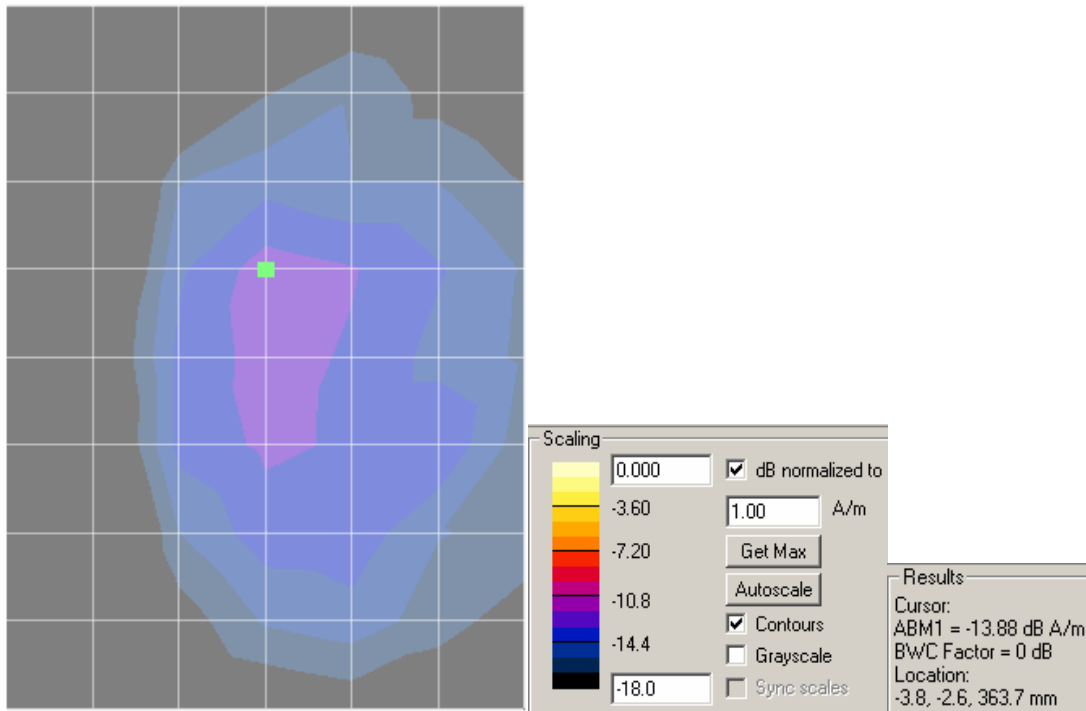 Scaling
0.000
dB normalized to
-3.60
1.00 A/m
-7.20
Get Max
Autoscale
-10.8
Contours
-14.4
Grayscale
-18.0
Sync scales
Results
Cursor:
ABM1 = -13.88 dB A/m
BWC Factor = 0 dB
Location:
-3.8, -2.6, 363.7 mm